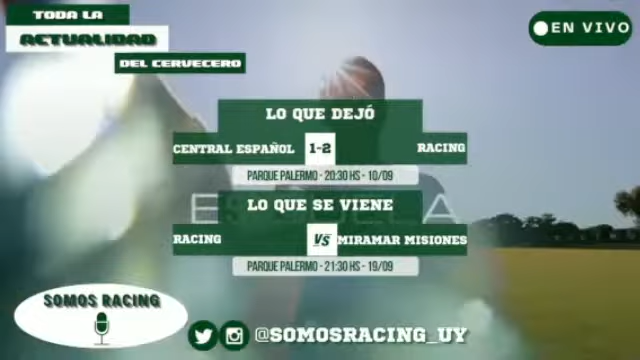 TODA LA
ACTUALIDAD
DEL CERVECERO
EN VIVO
LO QUE DEJÓ
CENTRAL ESPAÑOL 1-2 RACING
PARQUE PALERMO - 20:30 HS - 10/09
LO QUE SE VIENE
RACING VS MIRAMAR MISIONES
PARQUE PALERMO - 21:30 HS - 19/09
SOMOS RACING
@SOMOSRACING_UY